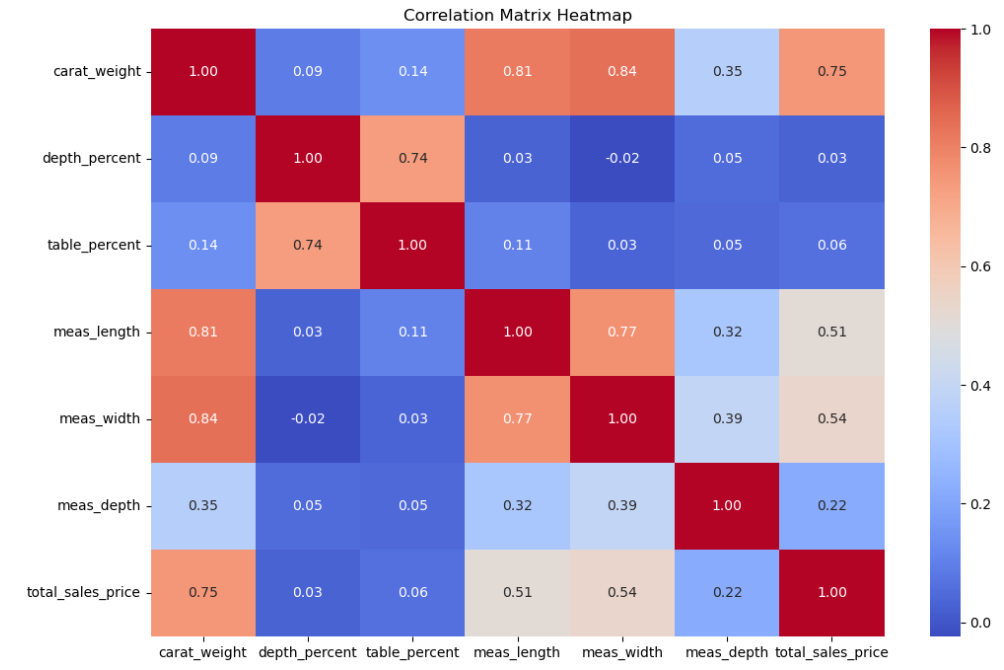 Correlation Matrix Heatmap
carat_weight 1.00 0.09 0.14 0.81 0.84 0.35 0.75
depth_percent 0.09 1.00 0.74 0.03 -0.02 0.05 0.03
table_percent 0.14 0.74 1.00 0.11 0.03 0.05 0.06
meas_length 0.81 0.03 0.11 1.00 0.77 0.32 0.51
meas_width 0.84 -0.02 0.03 0.77 1.00 0.39 0.54
meas_depth 0.35 0.05 0.05 0.32 0.39 1.00 0.22
total_sales_price 0.75 0.03 0.06 0.51 0.54 0.22 1.00
carat_weight depth_percent table_percent meas_length meas_width meas_depth total_sales_price
1.0
0.8
0.6
0.4
0.2
0.0